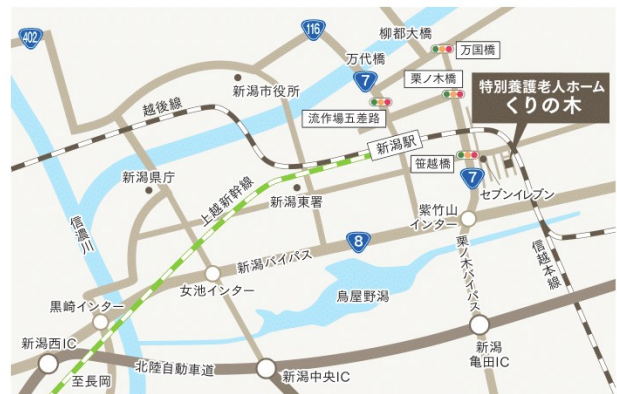 402
116
柳都大橋
万国橋
万代橋
7
栗ノ木橋
特別養護老人ホーム
くりの木
新潟市役所
越後線
流作場五差路
新潟駅
笹越橋
新潟県庁
上越新幹線
新潟東署
7
セブンイレブン
紫竹山
インター
信濃川
8
新潟バイパス
栗ノ木バイパス
信越本線
女池インター
鳥屋野潟
黒崎インター
新潟西IC
北陸自動車道
新潟中央IC
新潟
亀田IC
至長岡